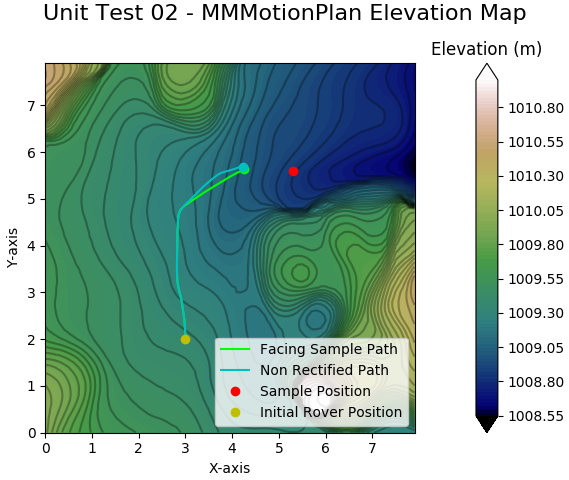 Unit Test 02 - MMMotionPlan Elevation Map
Elevation (m)
7
6
5
4
3
2
1
0
Y-axis
0 1 2 3 4 5 6 7
X-axis
Facing Sample Path
Non Rectified Path
Sample Position
Initial Rover Position
1010.80
1010.55
1010.30
1010.05
1009.80
1009.55
1009.30
1009.05
1008.80
1008.55